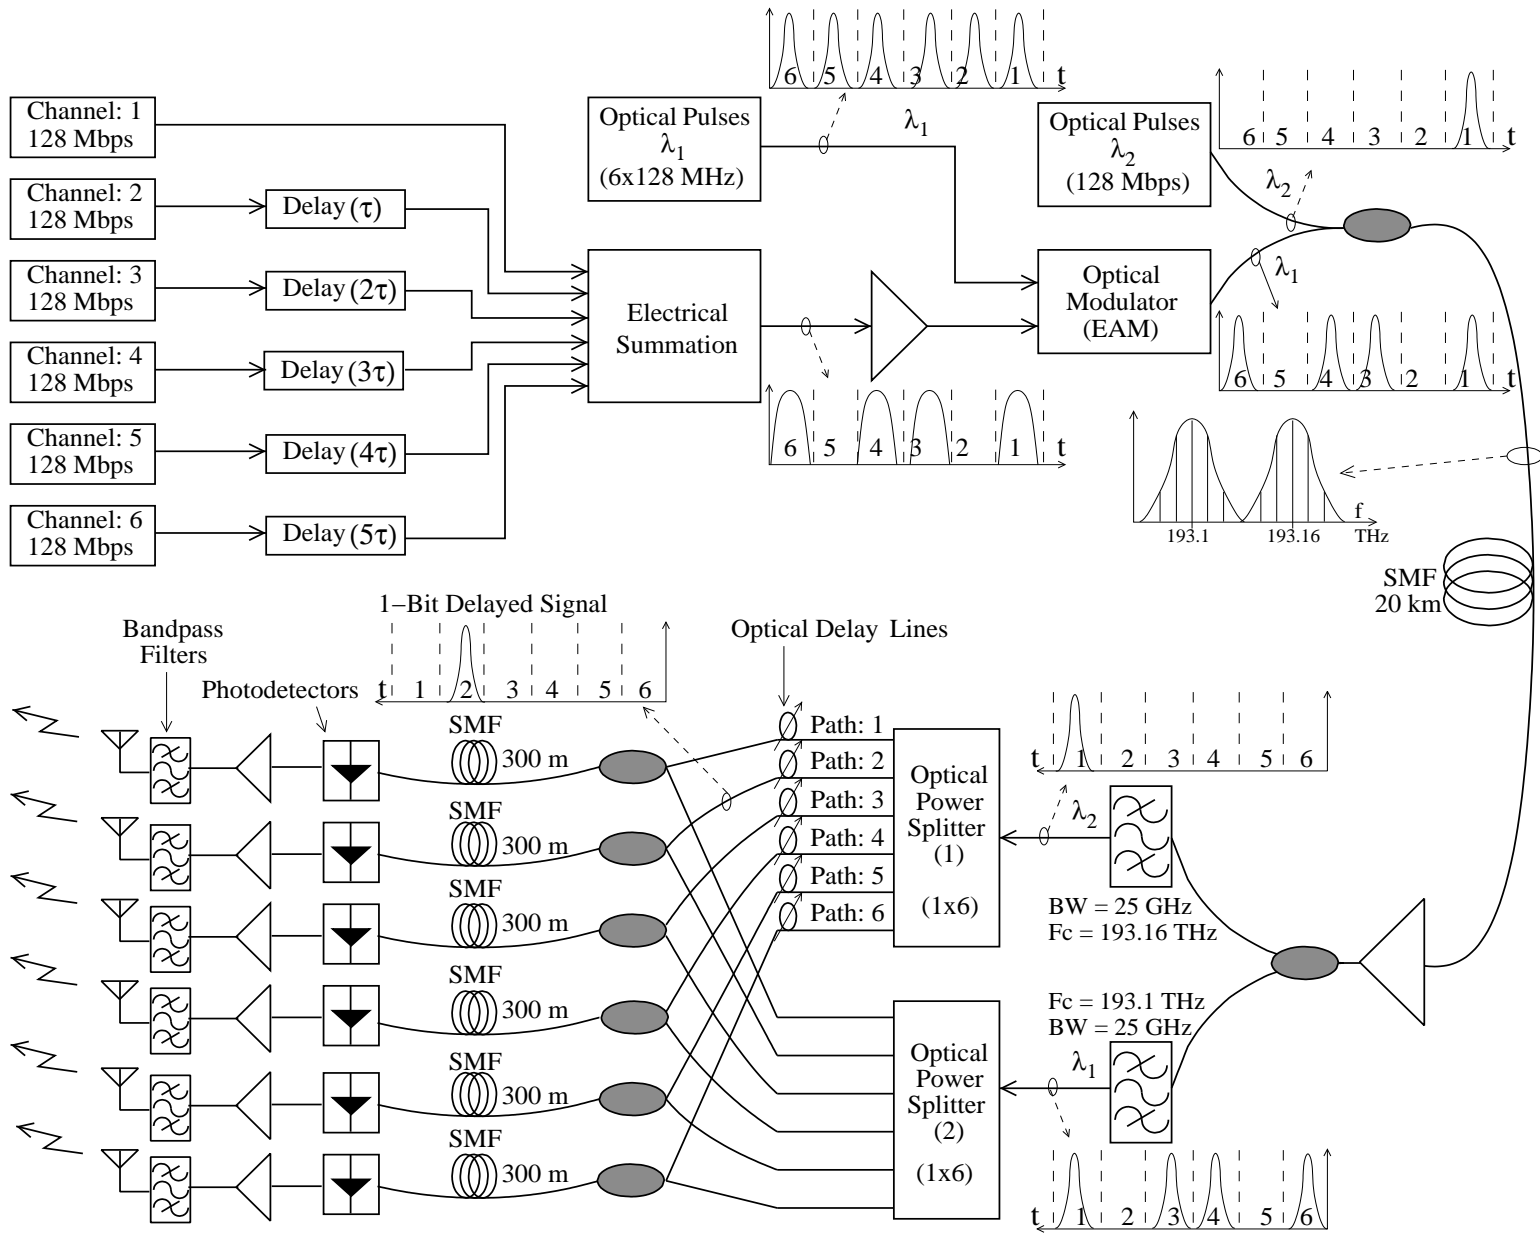 Channel: 1
128 Mbps
Channel: 2
128 Mbps
Delay (τ)
Channel: 3
128 Mbps
Delay (2τ)
Channel: 4
128 Mbps
Delay (3τ)
Channel: 5
128 Mbps
Delay (4τ)
Channel: 6
128 Mbps
Delay (5τ)
Electrical
Summation
Optical Pulses
λ1
(6x128 MHz)
6 5 4 3 2 1 t
λ1
6 5 4 3 2 1 t
Optical Pulses
λ2
(128 Mbps)
Optical
Modulator
(EAM)
6 5 4 3 2 1 t
λ2
λ1
6 5 4 3 2 1 t
f
193.1 193.16 THz
SMF
20 km
1−Bit Delayed Signal
t 1 2 3 4 5 6
Bandpass
Filters
Photodetectors
Optical Delay Lines
SMF
300 m
SMF
300 m
SMF
300 m
SMF
300 m
SMF
300 m
SMF
300 m
Path: 1
Path: 2
Path: 3
Path: 4
Path: 5
Path: 6
Optical
Power
Splitter
(1)
(1x6)
Optical
Power
Splitter
(2)
(1x6)
t 1 2 3 4 5 6
λ2
BW = 25 GHz
Fc = 193.16 THz
Fc = 193.1 THz
BW = 25 GHz
λ1
t 1 2 3 4 5 6